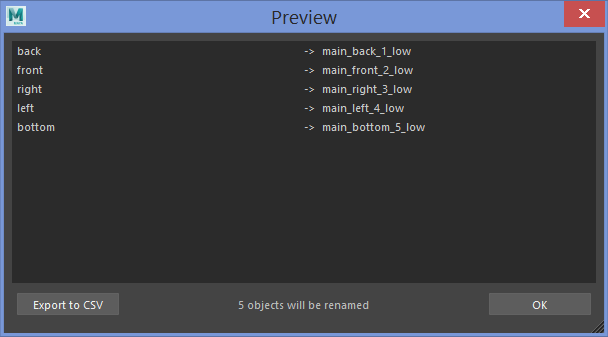 Preview
back -> main_back_1_low
front -> main_front_2_low
right -> main_right_3_low
left -> main_left_4_low
bottom -> main_bottom_5_low
Export to CSV 5 objects will be renamed OK